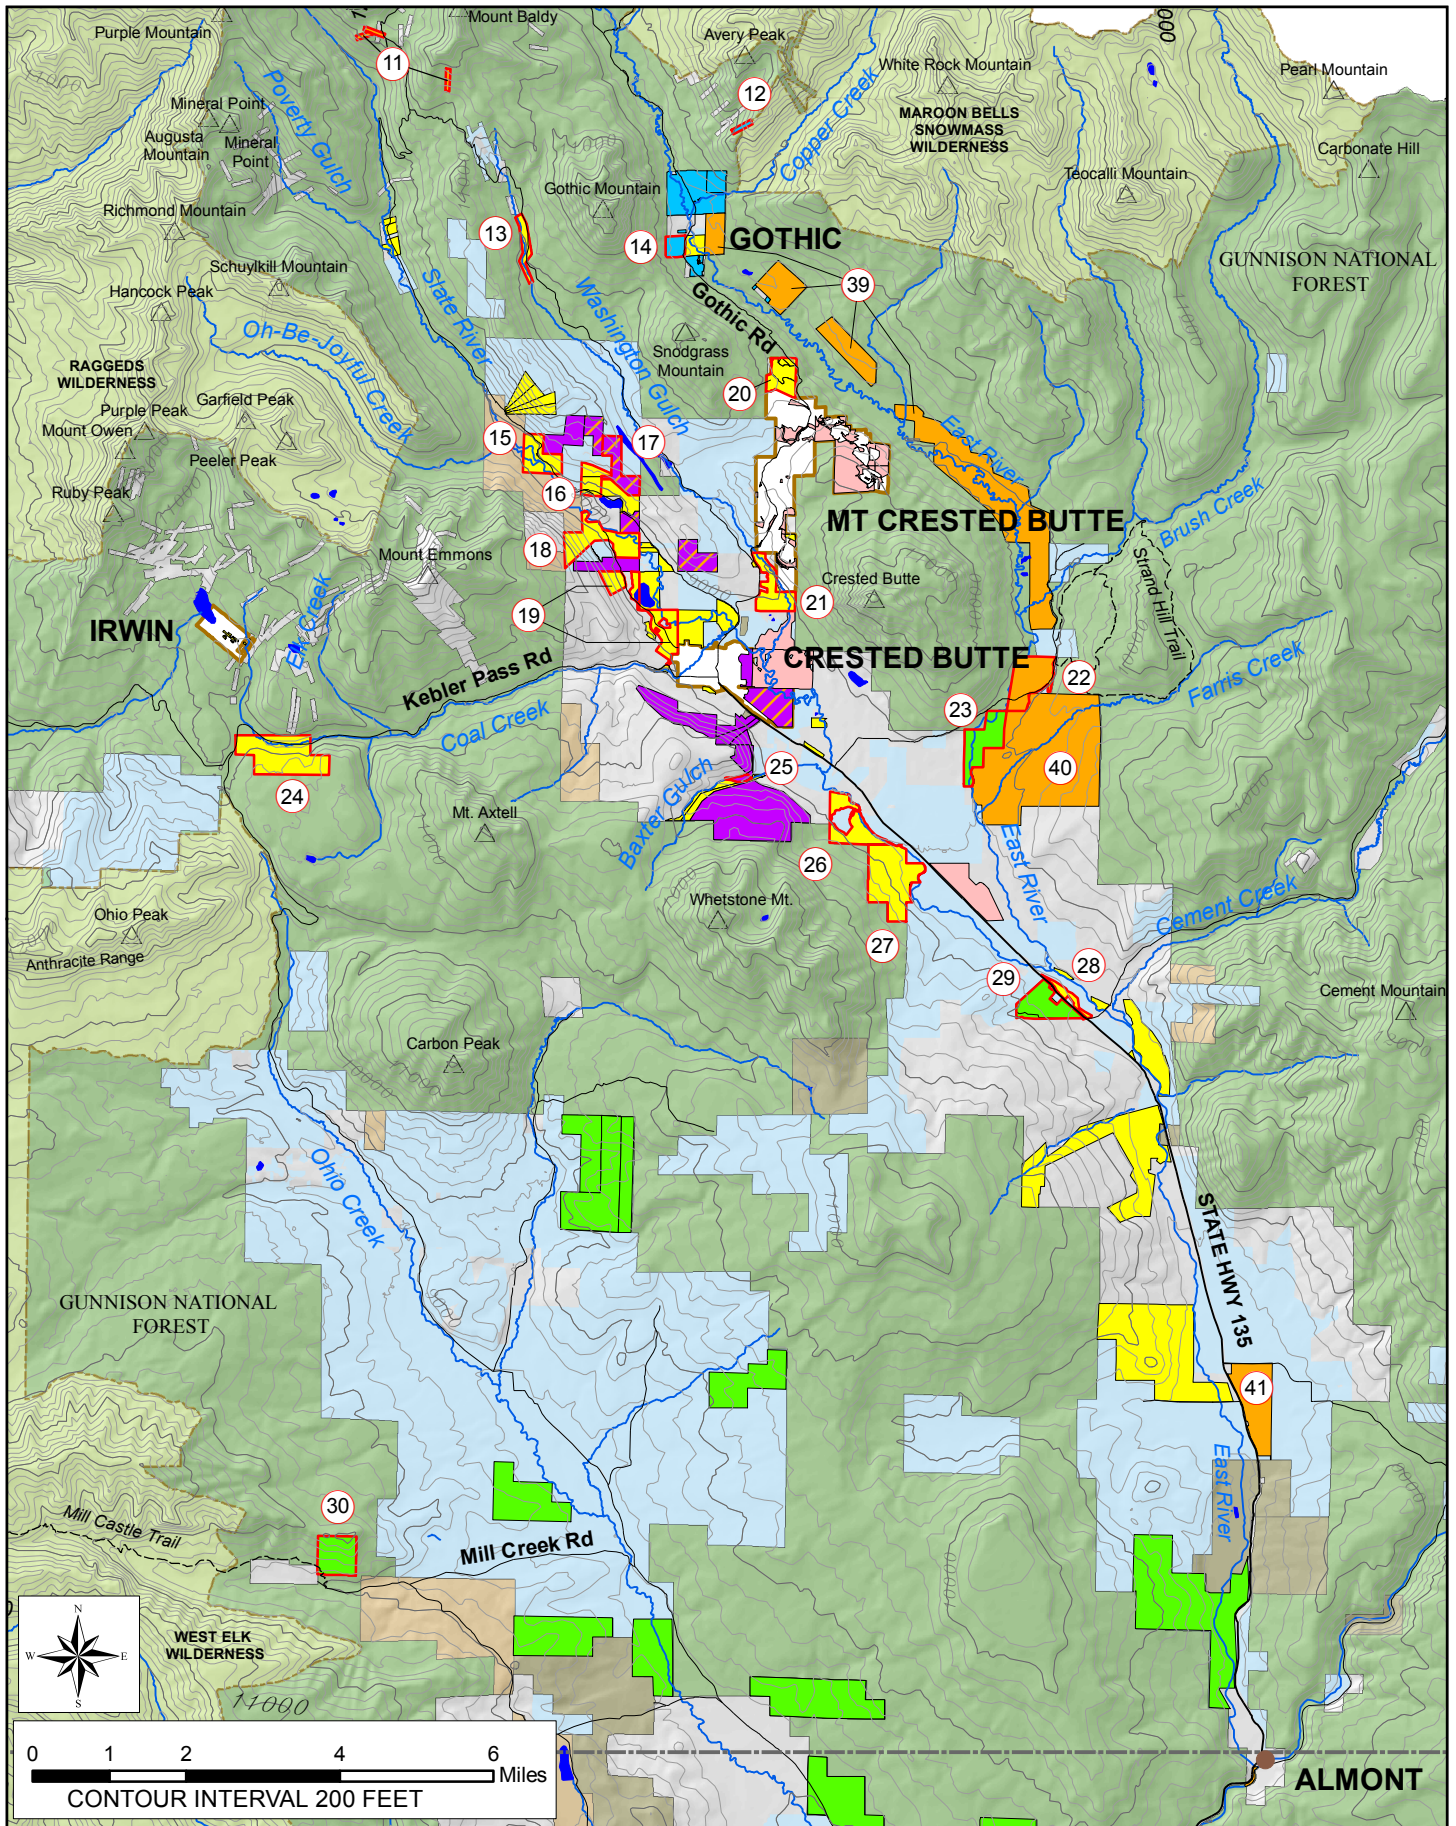 Purple Mountain
Mount Baldy
Avery Peak
White Rock Mountain
Pearl Mountain
11
12
Poverty Gulch
Copper Creek
Mineral Point
Augusta
Mountain
Mineral
Point
MAROON BELLS
SNOWMASS
WILDERNESS
Carbonate Hill
Teocalli Mountain
Gothic Mountain
Richmond Mountain
13
14
GOTHIC
GUNNISON NATIONAL
FOREST
Schuylkill Mountain
Hancock Peak
39
Slate River
Washington Gulch
Gothic Rd
Oh-Be-Joyful Creek
Snodgrass
Mountain
RAGGEDS
WILDERNESS
20
Purple Peak
Garfield Peak
Mount Owen
Peeler Peak
15
17
East River
Ruby Peak
16
MT CRESTED BUTTE
Brush Creek
Mount Emmons
18
Crested Butte
Strand Hill Trail
19
21
IRWIN
Elk Creek
CRESTED BUTTE
Kebler Pass Rd
22
Farris Creek
23
Coal Creek
25
40
24
Mt. Axtell
Baxter Gulch
26
East River
Whetstone Mt.
Cement Creek
Ohio Peak
27
Anthracite Range
28
29
Cement Mountain
Carbon Peak
Ohio Creek
STATE HWY 135
GUNNISON NATIONAL
FOREST
41
East River
30
Mill Castle Trail
Mill Creek Rd
N
W
E
S
WEST ELK
WILDERNESS
11000
0
1
2
4
6
Miles
CONTOUR INTERVAL 200 FEET
ALMONT